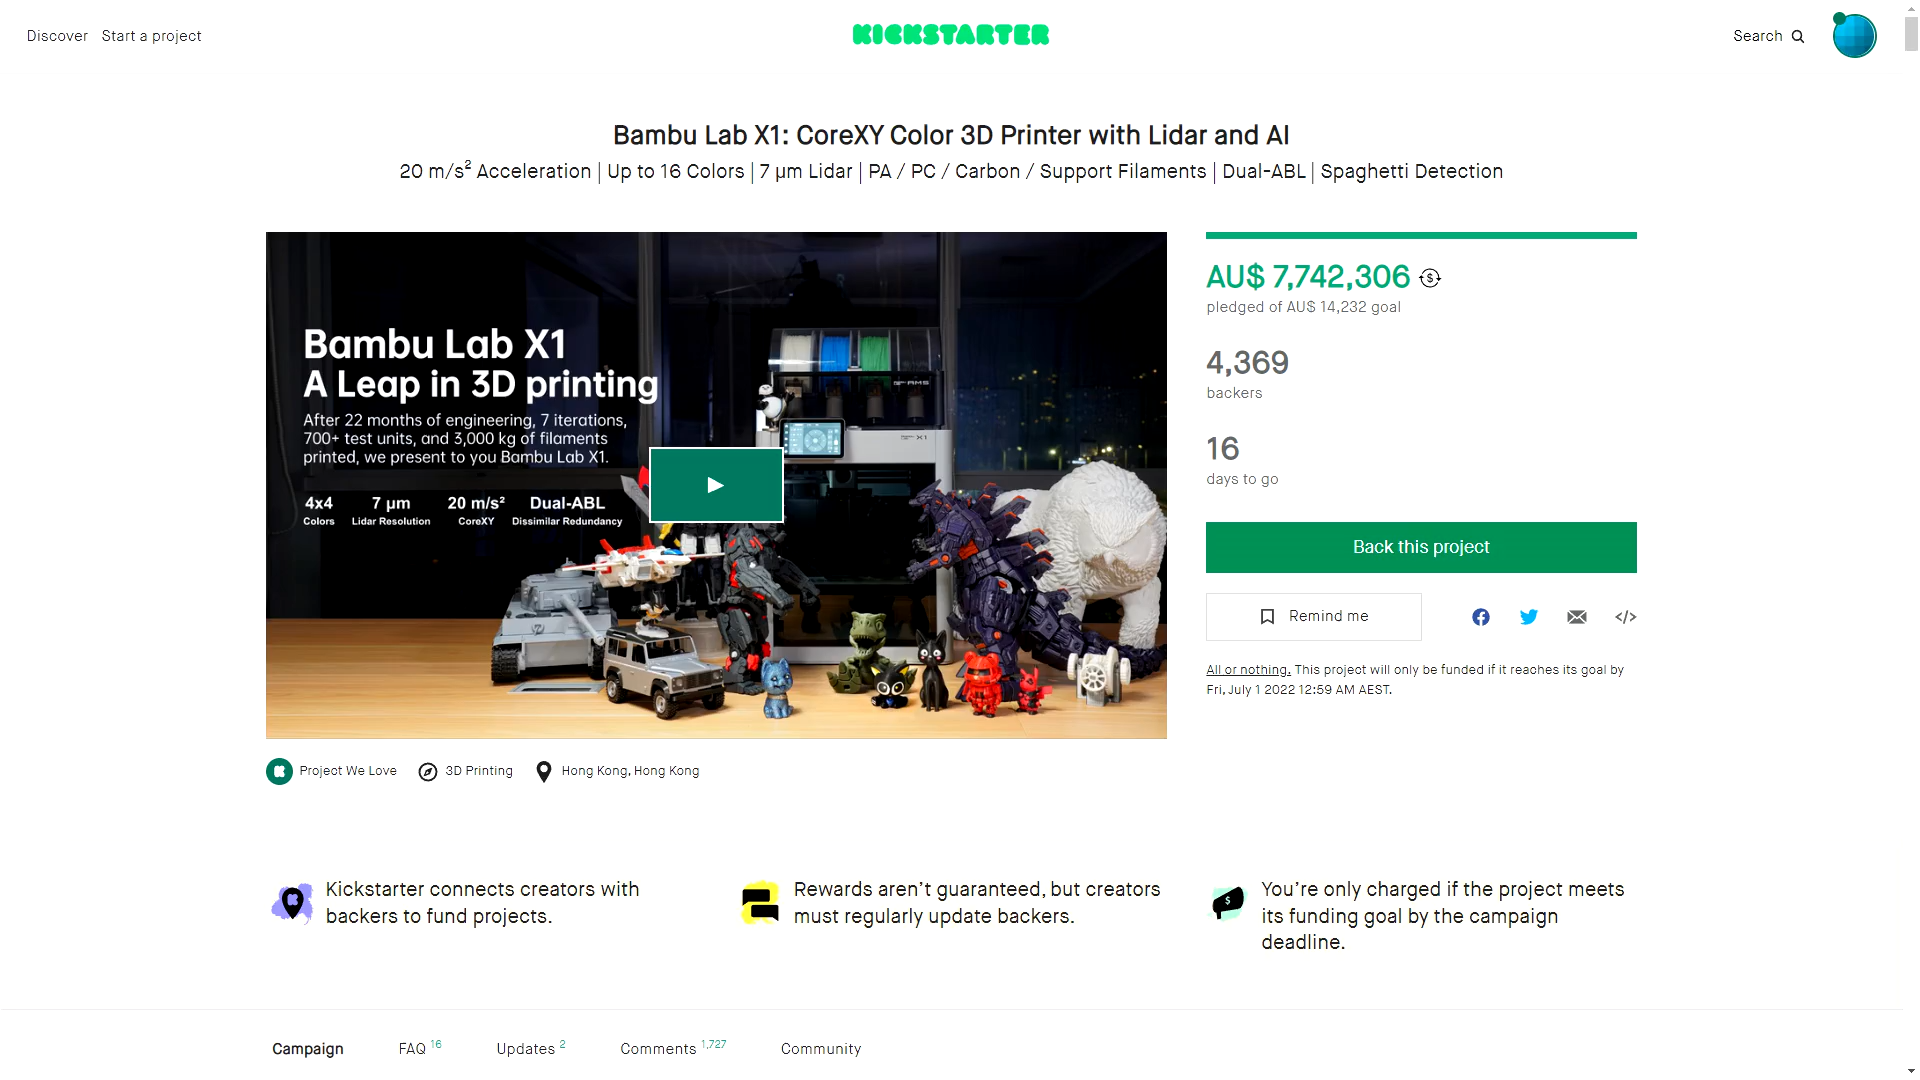 Discover Start a project
KICKSTARTER
Search
Bambu Lab X1: CoreXY Color 3D Printer with Lidar and AI
20 m/s² Acceleration | Up to 16 Colors | 7 μm Lidar | PA / PC / Carbon / Support Filaments | Dual-ABL | Spaghetti Detection
Bambu Lab X1
A Leap in 3D printing
After 22 months of engineering, 7 iterations,
700+ test units, and 3,000 kg of filaments
printed, we present to you Bambu Lab X1.
4x4 7 μm 20 m/s² Dual-ABL
Colors Lidar Resolution CoreXY Dissimilar Redundancy
AMS
X1
AU$ 7,742,306
pledged of AU$ 14,232 goal
4,369
backers
16
days to go
Back this project
Remind me
All or nothing. This project will only be funded if it reaches its goal by
Fri, July 1 2022 12:59 AM AEST.
Project We Love 3D Printing Hong Kong, Hong Kong
Kickstarter connects creators with
backers to fund projects.
Rewards aren’t guaranteed, but creators
must regularly update backers.
You’re only charged if the project meets
its funding goal by the campaign
deadline.
Campaign FAQ 16 Updates 2 Comments 1,727 Community